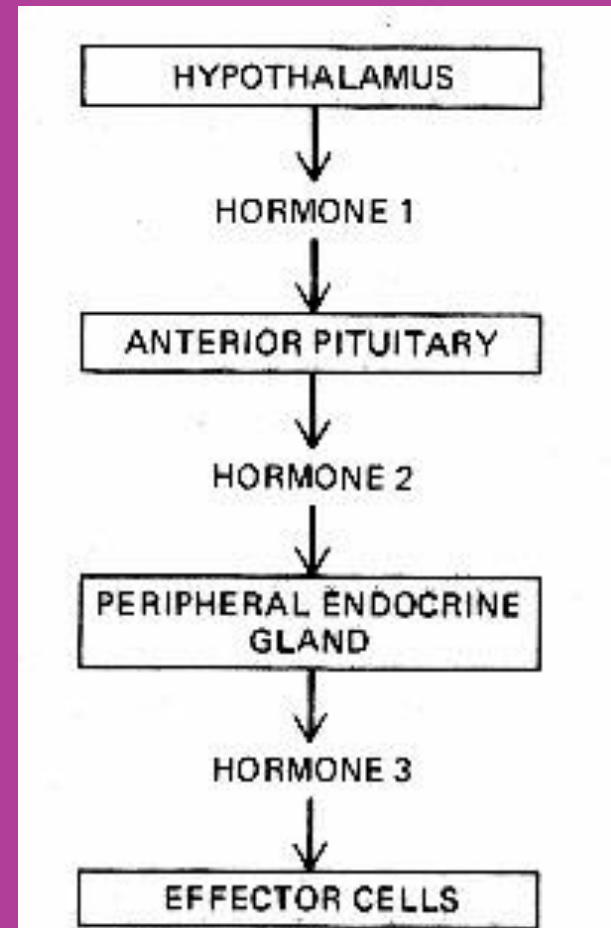 HYPOTHALAMUS
HORMONE 1
ANTERIOR PITUITARY
HORMONE 2
PERIPHERAL ENDOCRINE
GLAND
HORMONE 3
EFFECTOR CELLS